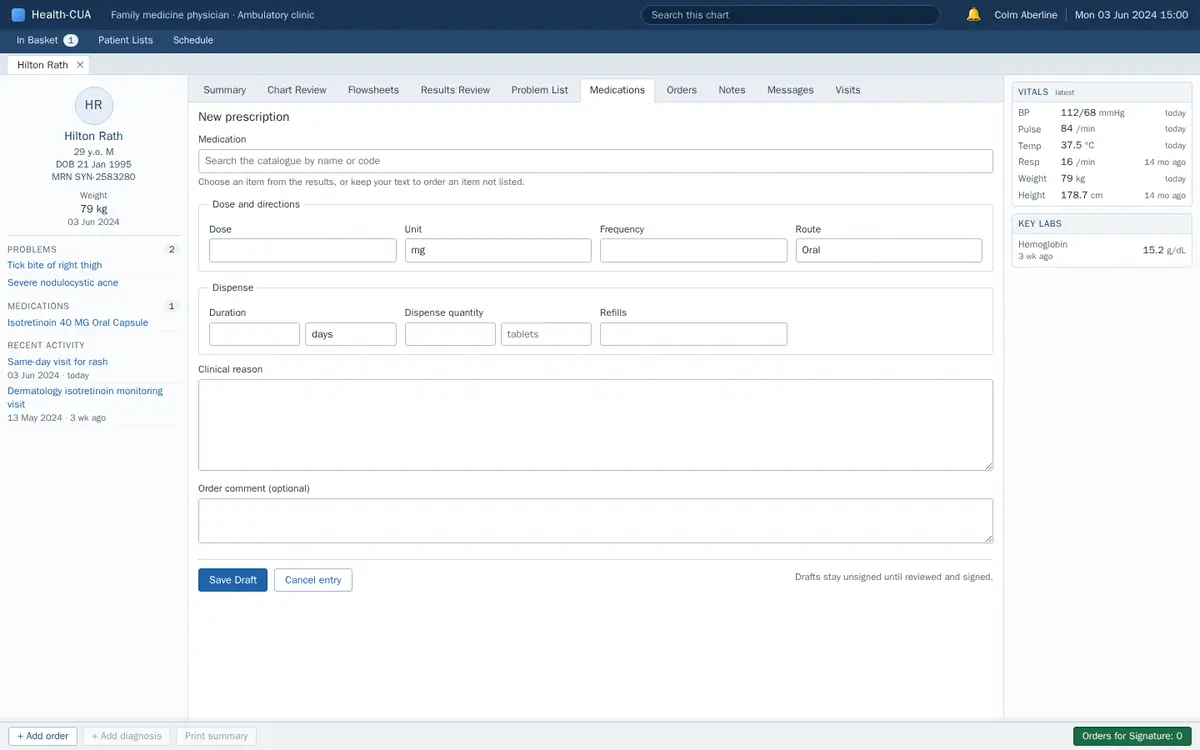 Health-CUA
Family medicine physician · Ambulatory clinic
Search this chart
Colm Aberline
Mon 03 Jun 2024 15:00
In Basket 1
Patient Lists
Schedule
Hilton Rath ✕
HR
Hilton Rath
29 y.o. M
DOB 21 Jan 1995
MRN SYN-2583280
Weight
79 kg
03 Jun 2024
PROBLEMS 2
Tick bite of right thigh
Severe nodulocystic acne
MEDICATIONS 1
Isotretinoin 40 MG Oral Capsule
RECENT ACTIVITY
Same-day visit for rash
03 Jun 2024 · today
Dermatology isotretinoin monitoring
visit
13 May 2024 · 3 wk ago
Summary
Chart Review
Flowsheets
Results Review
Problem List
Medications
Orders
Notes
Messages
Visits
New prescription
Medication
Search the catalogue by name or code
Choose an item from the results, or keep your text to order an item not listed.
Dose and directions
Dose
Unit
Frequency
Route
mg
Oral
Dispense
Duration
Dispense quantity
Refills
days
tablets
Clinical reason
Order comment (optional)
Save Draft
Cancel entry
Drafts stay unsigned until reviewed and signed.
VITALS latest
BP 112/68 mmHg today
Pulse 84 /min today
Temp 37.5 °C today
Resp 16 /min 14 mo ago
Weight 79 kg today
Height 178.7 cm 14 mo ago
KEY LABS
Hemoglobin
3 wk ago
15.2 g/dL
+ Add order
+ Add diagnosis
Print summary
Orders for Signature: 0